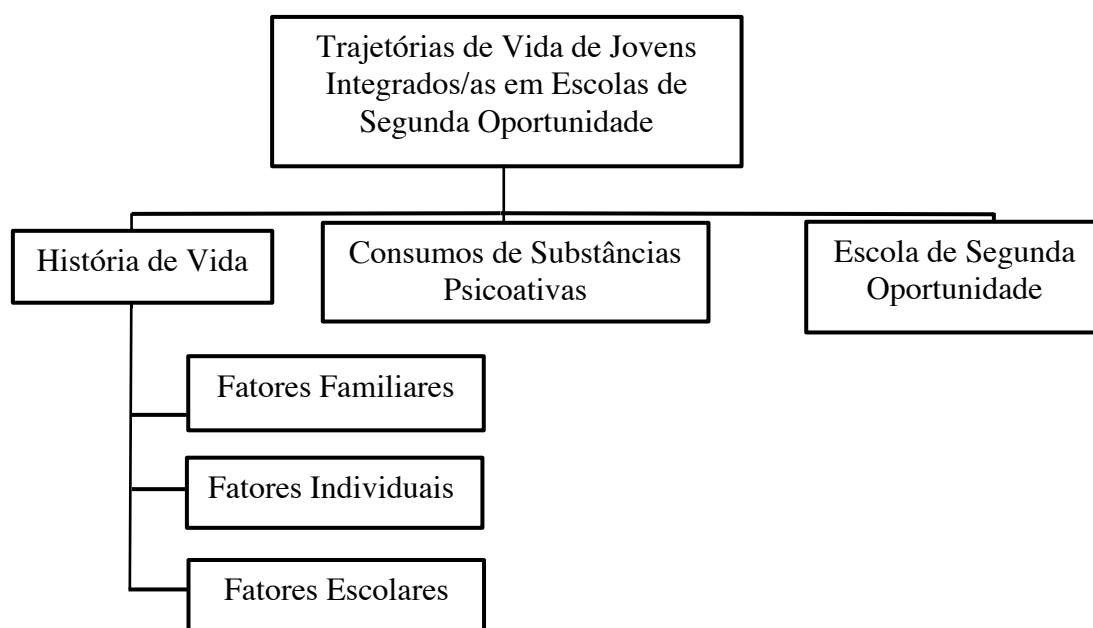 Trajetórias de Vida de Jovens
Integrados/as em Escolas de
Segunda Oportunidade
História de Vida
Consumos de Substâncias
Psicoativas
Escola de Segunda
Oportunidade
Fatores Familiares
Fatores Individuais
Fatores Escolares